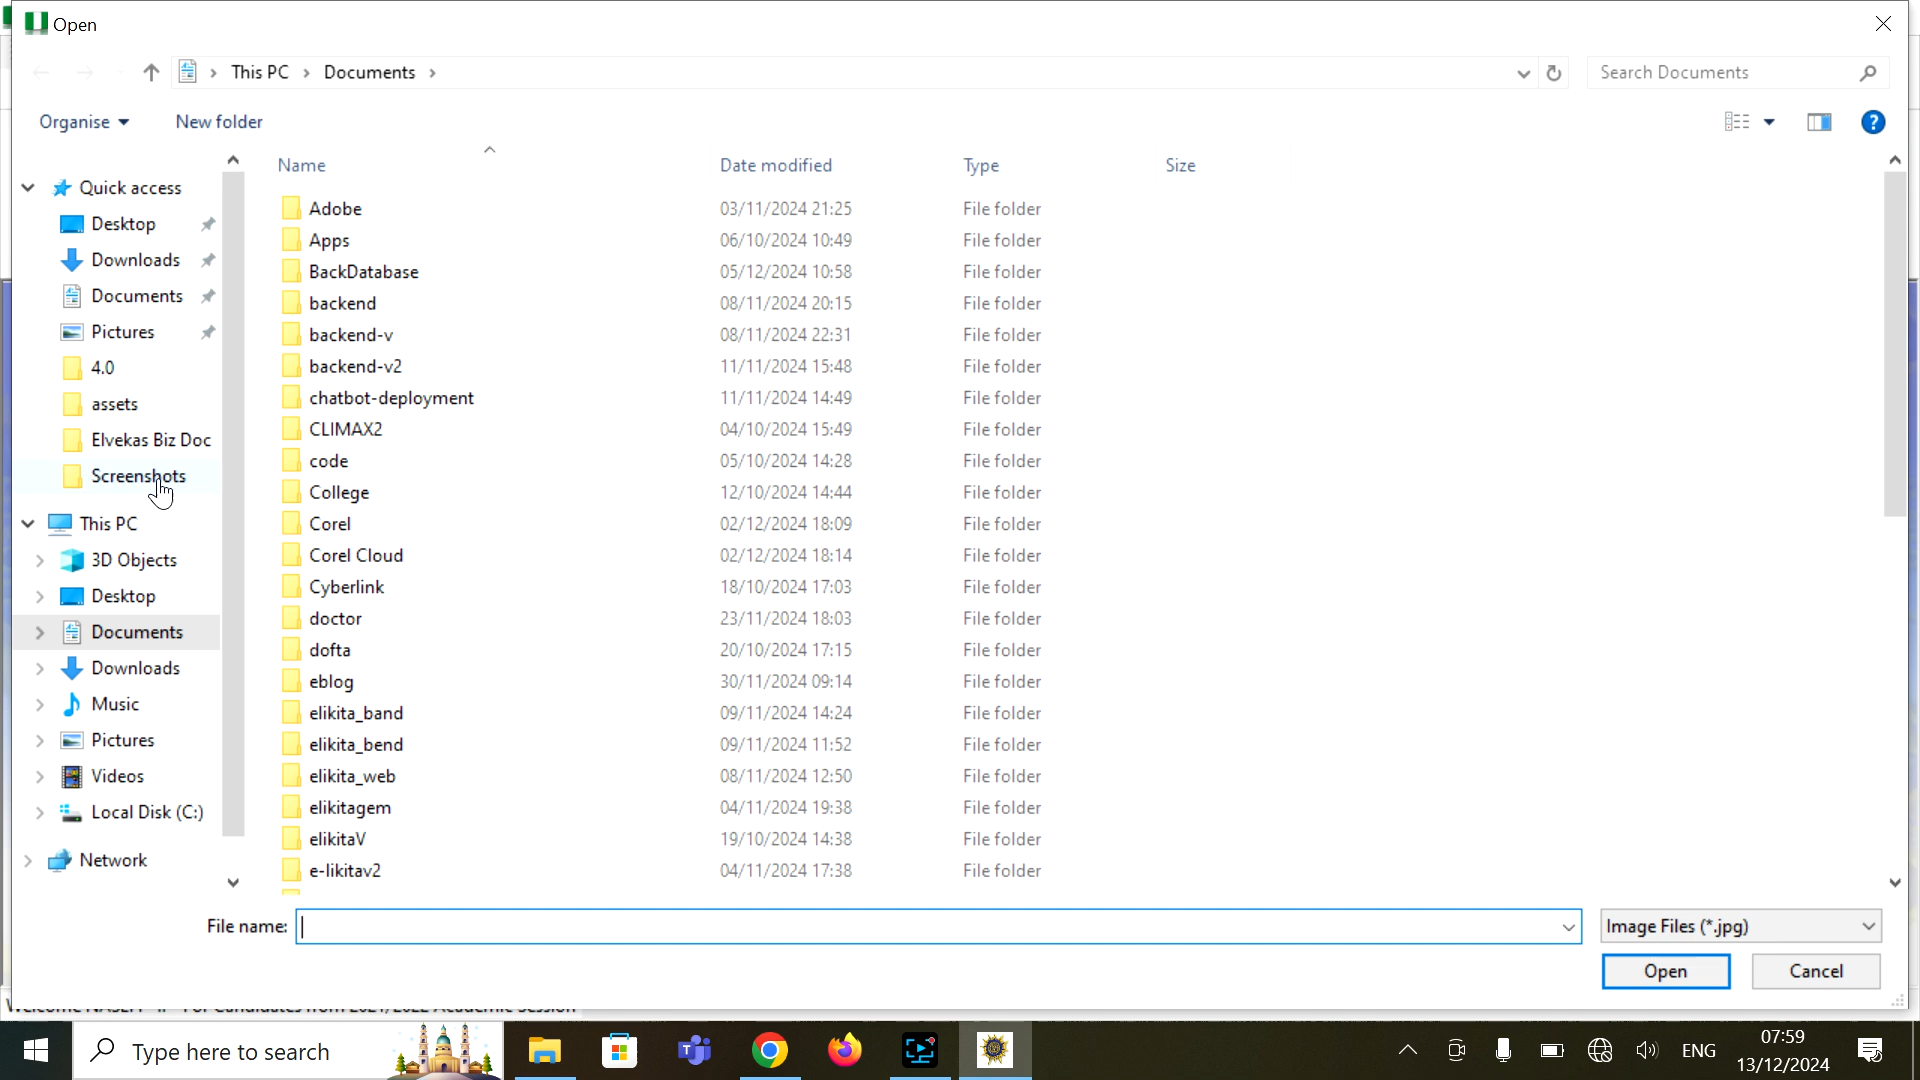 Open
This PC > Documents >
Search Documents
Organise
New folder
Name
Date modified
Type
Size
Quick access
Desktop
Downloads
Documents
Pictures
4.0
assets
Elvekas Biz Doc
Screenshots
This PC
3D Objects
Desktop
Documents
Downloads
Music
Pictures
Videos
Local Disk (C:)
Network
Adobe 03/11/2024 21:25 File folder
Apps 06/10/2024 10:49 File folder
BackDatabase 05/12/2024 10:58 File folder
backend 08/11/2024 20:15 File folder
backend-v 08/11/2024 22:31 File folder
backend-v2 11/11/2024 15:48 File folder
chatbot-deployment 11/11/2024 14:49 File folder
CLIMAX2 04/10/2024 15:49 File folder
code 05/10/2024 14:28 File folder
College 12/10/2024 14:44 File folder
Corel 02/12/2024 18:09 File folder
Corel Cloud 02/12/2024 18:14 File folder
Cyberlink 18/10/2024 17:03 File folder
doctor 23/11/2024 18:03 File folder
dofta 20/10/2024 17:15 File folder
eblog 30/11/2024 09:14 File folder
elikita_band 09/11/2024 14:24 File folder
elikita_bend 09/11/2024 11:52 File folder
elikita_web 08/11/2024 12:50 File folder
elikitagem 04/11/2024 19:38 File folder
elikitaV 19/10/2024 14:38 File folder
e-likitav2 04/11/2024 17:38 File folder
File name:
Image Files (*.jpg)
Open
Cancel
Type here to search
ENG
07:59
13/12/2024